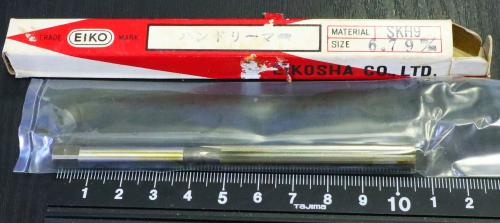 TRADE EIKO MARK
ハンドリーマー
MATERIAL SKH9
SIZE 6.79 m/m
EIKOSHA CO., LTD.
1 2 3 4 5 6 7 8 9 10 1 2
TAJIMA